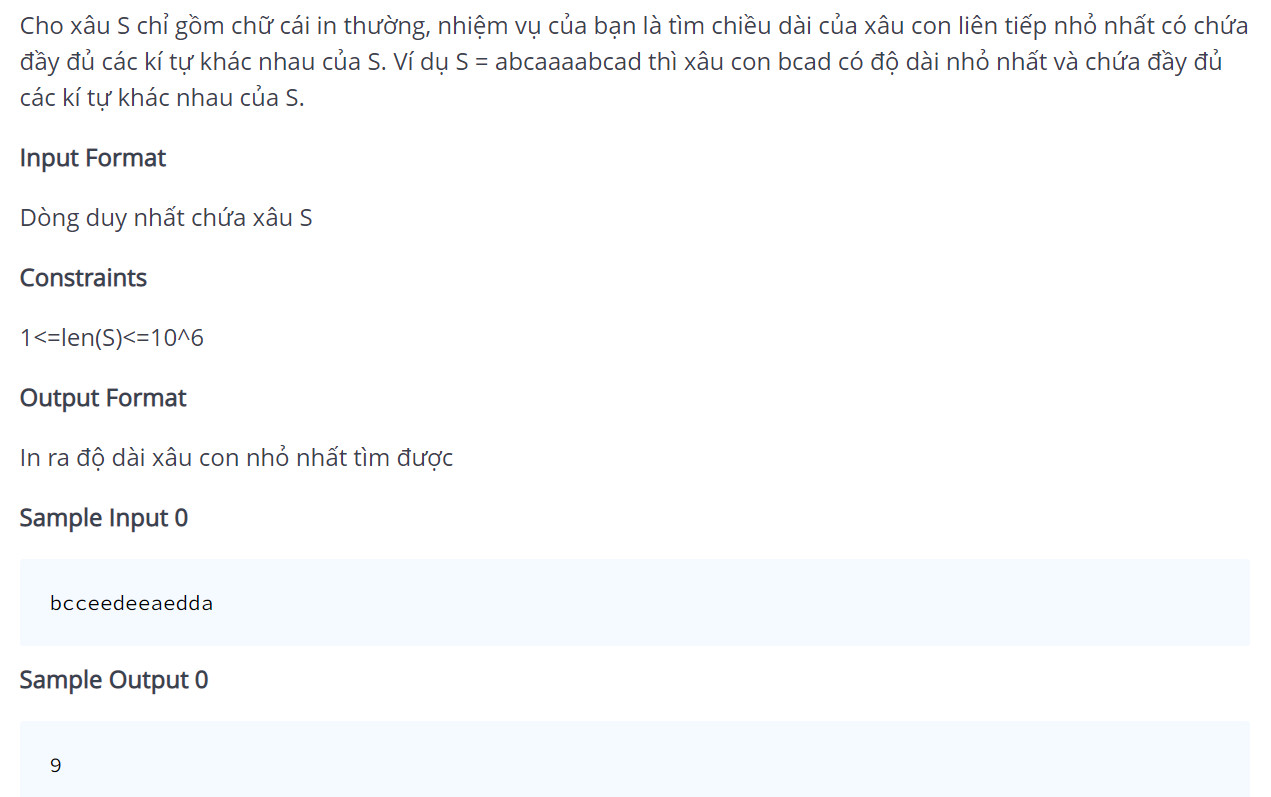 Cho xâu S chỉ gồm chữ cái in thường, nhiệm vụ của bạn là tìm chiều dài của xâu con liên tiếp nhỏ nhất có chứa
đầy đủ các kí tự khác nhau của S. Ví dụ S = abcaaaabcad thì xâu con bcad có độ dài nhỏ nhất và chứa đầy đủ
các kí tự khác nhau của S.
Input Format
Dòng duy nhất chứa xâu S
Constraints
1<=len(S)<=10^6
Output Format
In ra độ dài xâu con nhỏ nhất tìm được
Sample Input 0
bcceedeeaedda
Sample Output 0
9